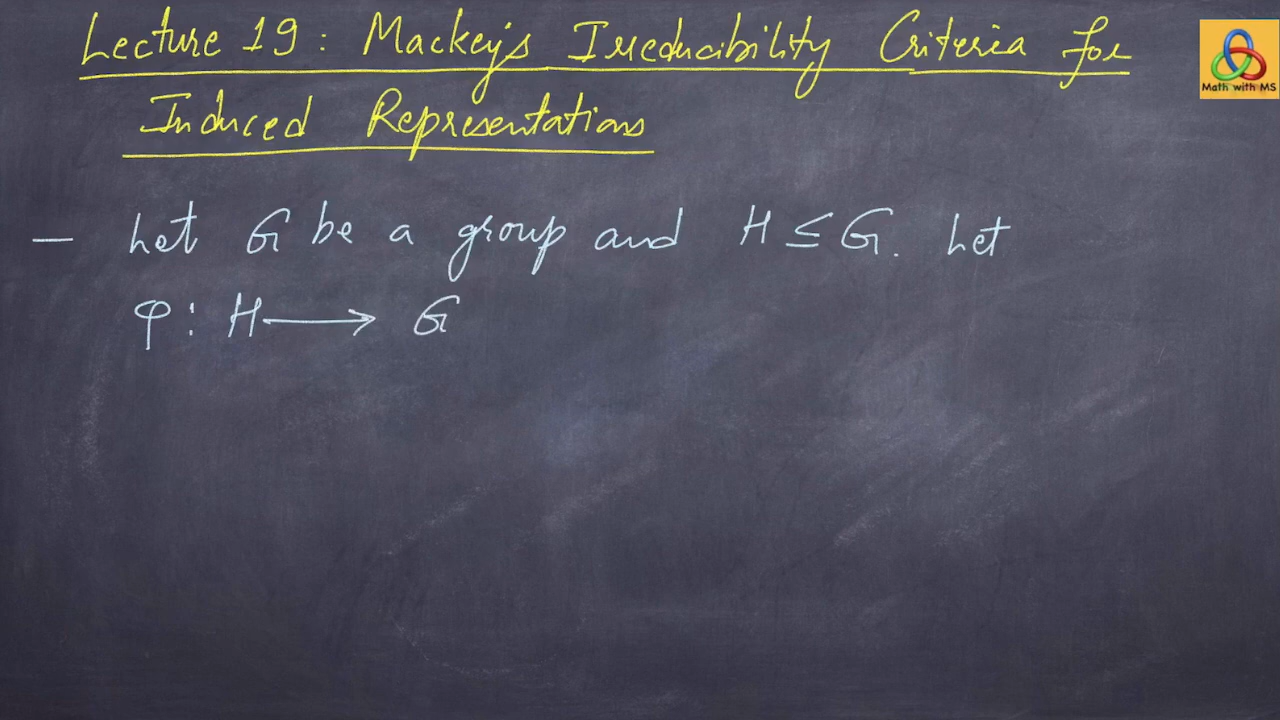 Lecture 19 : Mackey's Irreducibility Criteria for
Induced Representations
Math with MS
— Let G be a group and H ≤ G. Let
φ : H ⟶ G